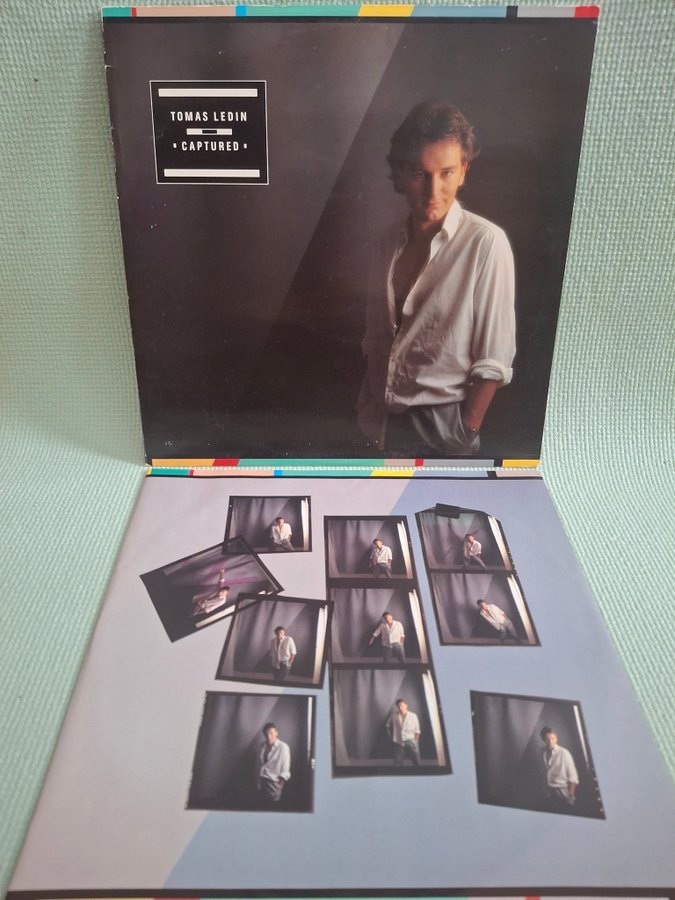 TOMAS LEDIN
• CAPTURED •